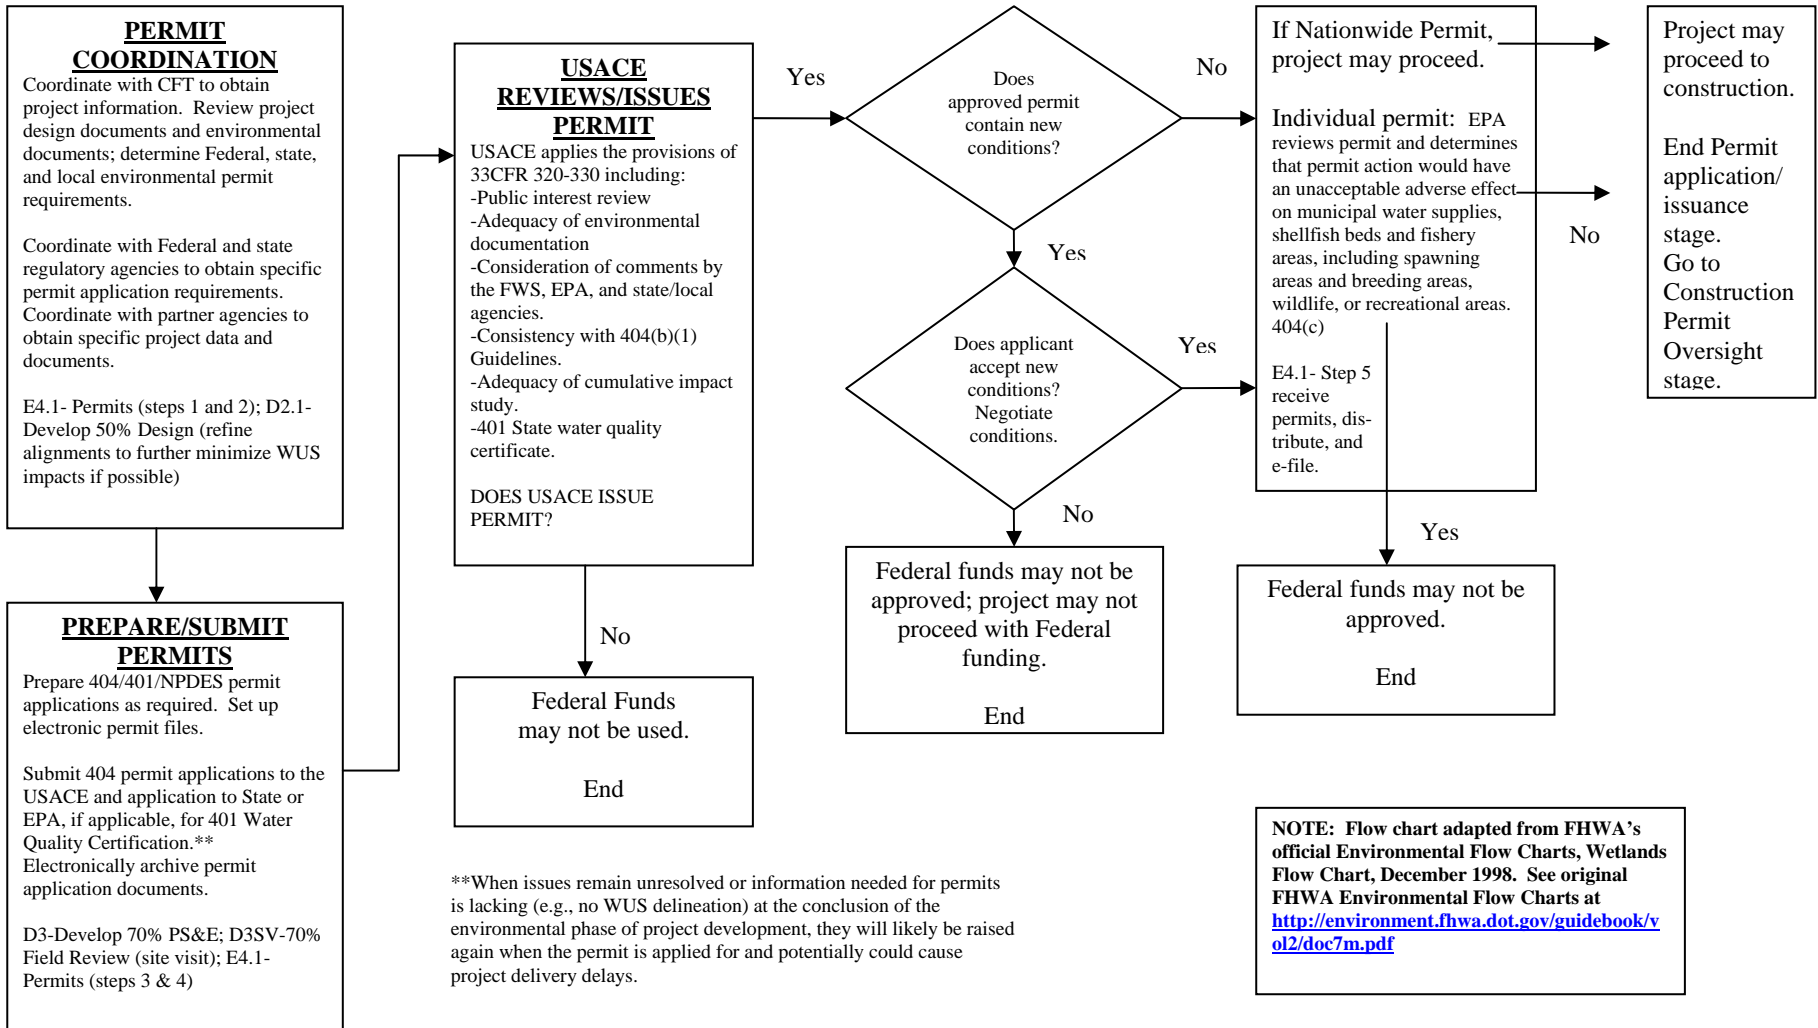 PERMIT
COORDINATION
Coordinate with CFT to obtain
project information.  Review project
design documents and environmental
documents; determine Federal, state,
and local environmental permit
requirements.
Coordinate with Federal and state
regulatory agencies to obtain specific
permit application requirements.
Coordinate with partner agencies to
obtain specific project data and
documents.
E4.1- Permits (steps 1 and 2); D2.1-
Develop 50% Design (refine
alignments to further minimize WUS
impacts if possible)
PREPARE/SUBMIT
PERMITS
Prepare 404/401/NPDES permit
applications as required.  Set up
electronic permit files.
Submit 404 permit applications to the
USACE and application to State or
EPA, if applicable, for 401 Water
Quality Certification.**
Electronically archive permit
application documents.
D3-Develop 70% PS&E; D3SV-70%
Field Review (site visit); E4.1-
Permits (steps 3 & 4)
USACE
REVIEWS/ISSUES
PERMIT
USACE applies the provisions of
33CFR 320-330 including:
-Public interest review
-Adequacy of environmental
documentation
-Consideration of comments by
the FWS, EPA, and state/local
agencies.
-Consistency with 404(b)(1)
Guidelines.
-Adequacy of cumulative impact
study.
-401 State water quality
certificate.
DOES USACE ISSUE
PERMIT?
No
Federal Funds
may not be used.
End
Yes
Does
approved permit
contain new
conditions?
No
Yes
Does applicant
accept new
conditions?
Negotiate
conditions.
Yes
No
Federal funds may not be
approved; project may not
proceed with Federal
funding.
End
If Nationwide Permit,
project may proceed.
Individual permit:  EPA
reviews permit and determines
that permit action would have
an unacceptable adverse effect
on municipal water supplies,
shellfish beds and fishery
areas, including spawning
areas and breeding areas,
wildlife, or recreational areas.
404(c)
E4.1- Step 5
receive
permits, dis-
tribute, and
e-file.
No
Yes
Federal funds may not be
approved.
End
Project may
proceed to
construction.
End Permit
application/
issuance
stage.
Go to
Construction
Permit
Oversight
stage.
**When issues remain unresolved or information needed for permits
is lacking (e.g., no WUS delineation) at the conclusion of the
environmental phase of project development, they will likely be raised
again when the permit is applied for and potentially could cause
project delivery delays.
NOTE:  Flow chart adapted from FHWA's
official Environmental Flow Charts, Wetlands
Flow Chart, December 1998.  See original
FHWA Environmental Flow Charts at
http://environment.fhwa.dot.gov/guidebook/v
ol2/doc7m.pdf